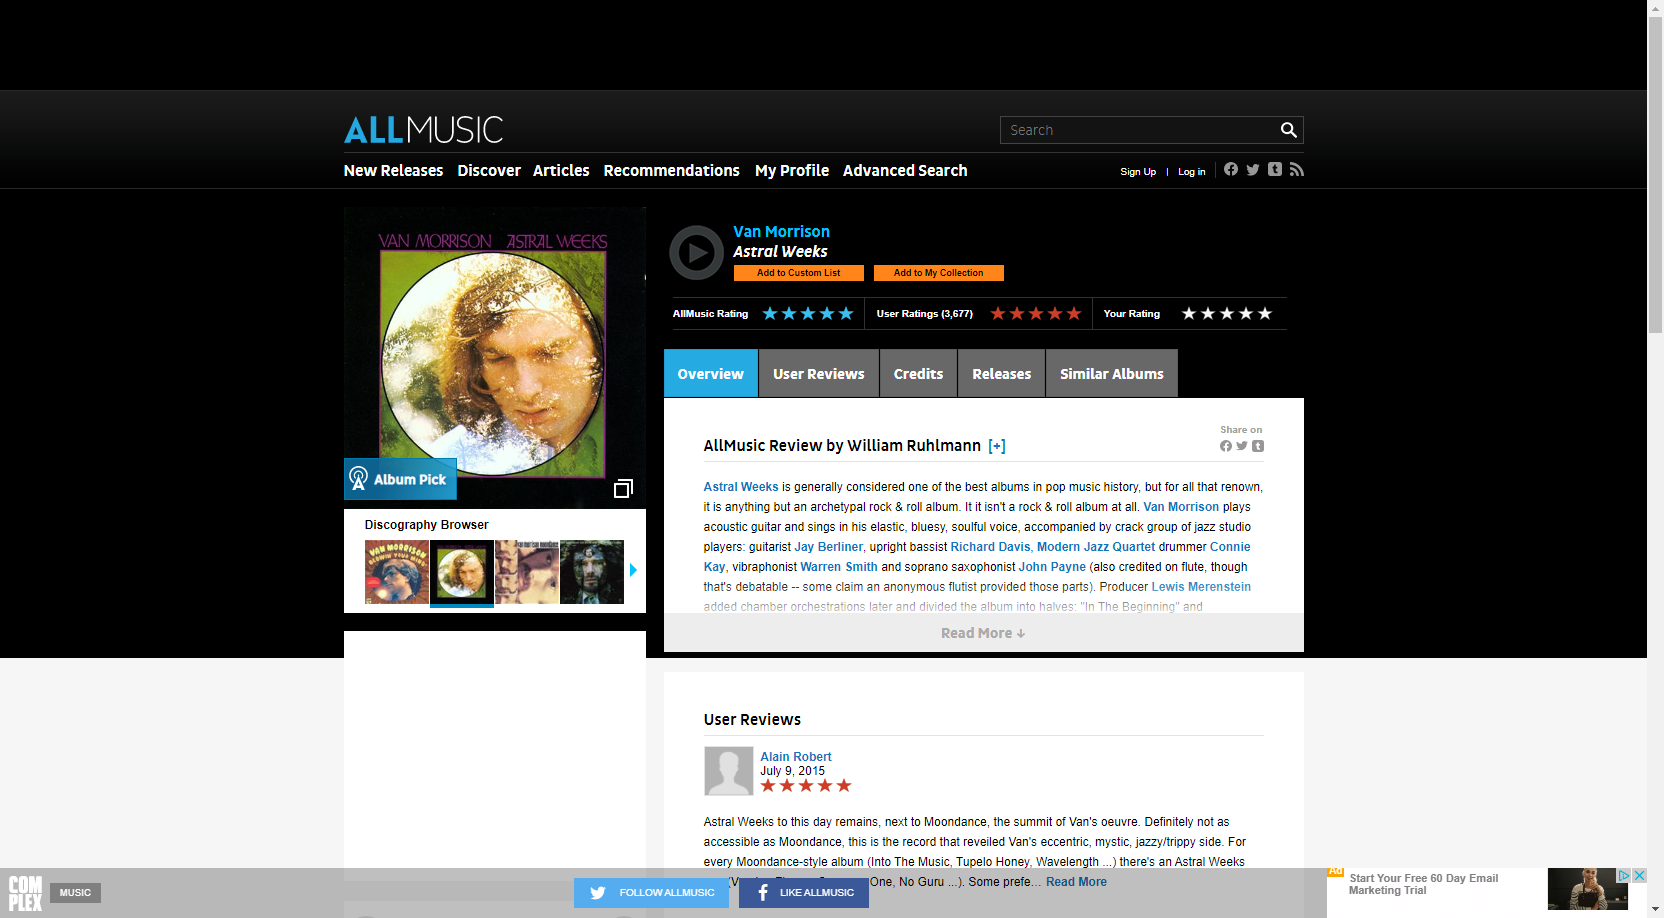 ALLMUSIC
Search
New Releases Discover Articles Recommendations My Profile Advanced Search
Sign Up | Log in
VAN MORRISON ASTRAL WEEKS
Album Pick
Van Morrison
Astral Weeks
Add to Custom List Add to My Collection
AllMusic Rating User Ratings (3,677) Your Rating
Overview User Reviews Credits Releases Similar Albums
Share on
AllMusic Review by William Ruhlmann [+]
Astral Weeks is generally considered one of the best albums in pop music history, but for all that renown,
it is anything but an archetypal rock & roll album. It it isn't a rock & roll album at all. Van Morrison plays
acoustic guitar and sings in his elastic, bluesy, soulful voice, accompanied by crack group of jazz studio
players: guitarist Jay Berliner, upright bassist Richard Davis, Modern Jazz Quartet drummer Connie
Kay, vibraphonist Warren Smith and soprano saxophonist John Payne (also credited on flute, though
that's debatable -- some claim an anonymous flutist provided those parts). Producer Lewis Merenstein
added chamber orchestrations later and divided the album into halves: "In The Beginning" and
Read More ↓
Discography Browser
VAN MORRISON
van morrison moondance
User Reviews
Alain Robert
July 9, 2015
Astral Weeks to this day remains, next to Moondance, the summit of Van's oeuvre. Definitely not as
accessible as Moondance, this is the record that reveiled Van's eccentric, mystic, jazzy/trippy side. For
every Moondance-style album (Into The Music, Tupelo Honey, Wavelength ...) there's an Astral Weeks
One, No Guru ...). Some prefe... Read More
COMPLEX
MUSIC
FOLLOW ALLMUSIC
LIKE ALLMUSIC
Ad
Start Your Free 60 Day Email
Marketing Trial